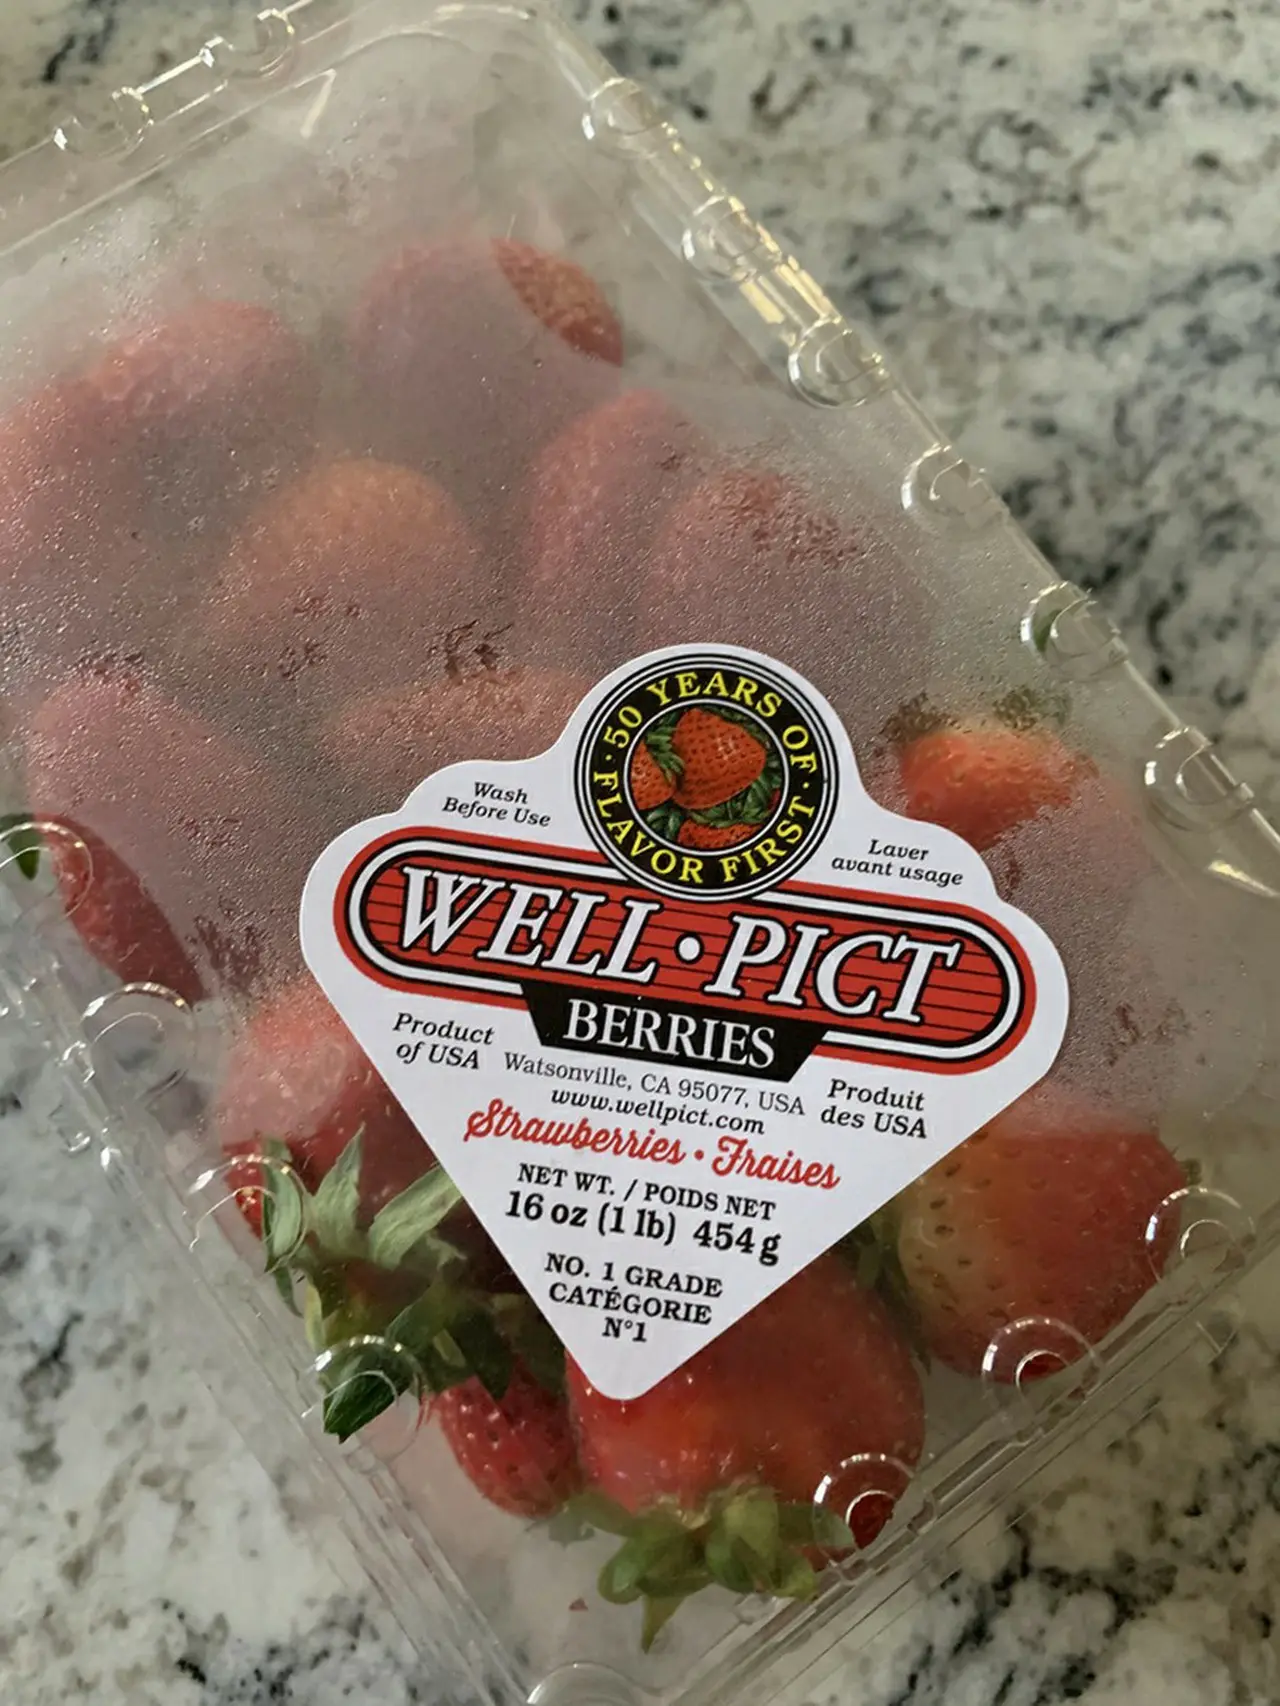 · 50 YEARS OF ·
FLAVOR FIRST
Wash
Before Use
Laver
avant usage
WELL·PICT
BERRIES
Product
of USA
Watsonville, CA 95077, USA
www.wellpict.com
Produit
des USA
Strawberries • Fraises
NET WT. / POIDS NET
16 oz (1 lb) 454 g
NO. 1 GRADE
CATÉGORIE
N°1